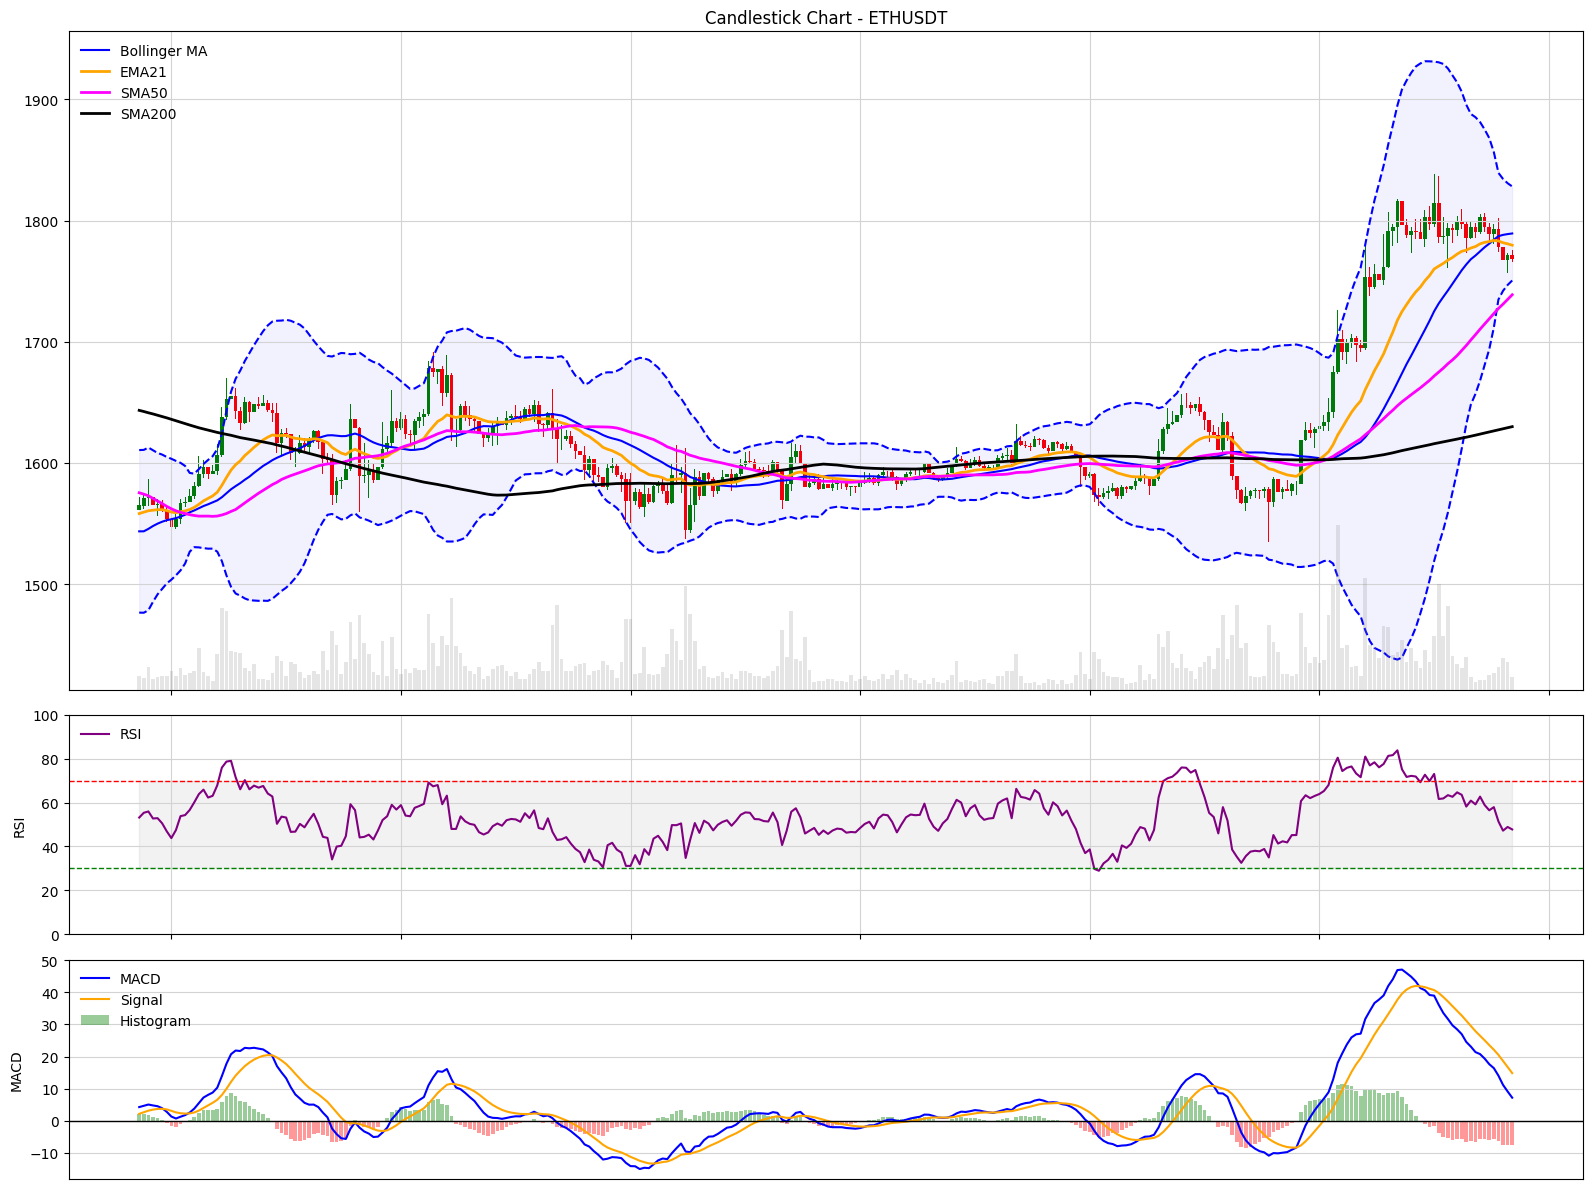 Candlestick Chart - ETHUSDT
Bollinger MA
EMA21
SMA50
SMA200
1900
1800
1700
1600
1500
RSI
100
80
60
40
20
0
RSI
MACD
Signal
Histogram
50
40
30
20
10
0
−10
MACD